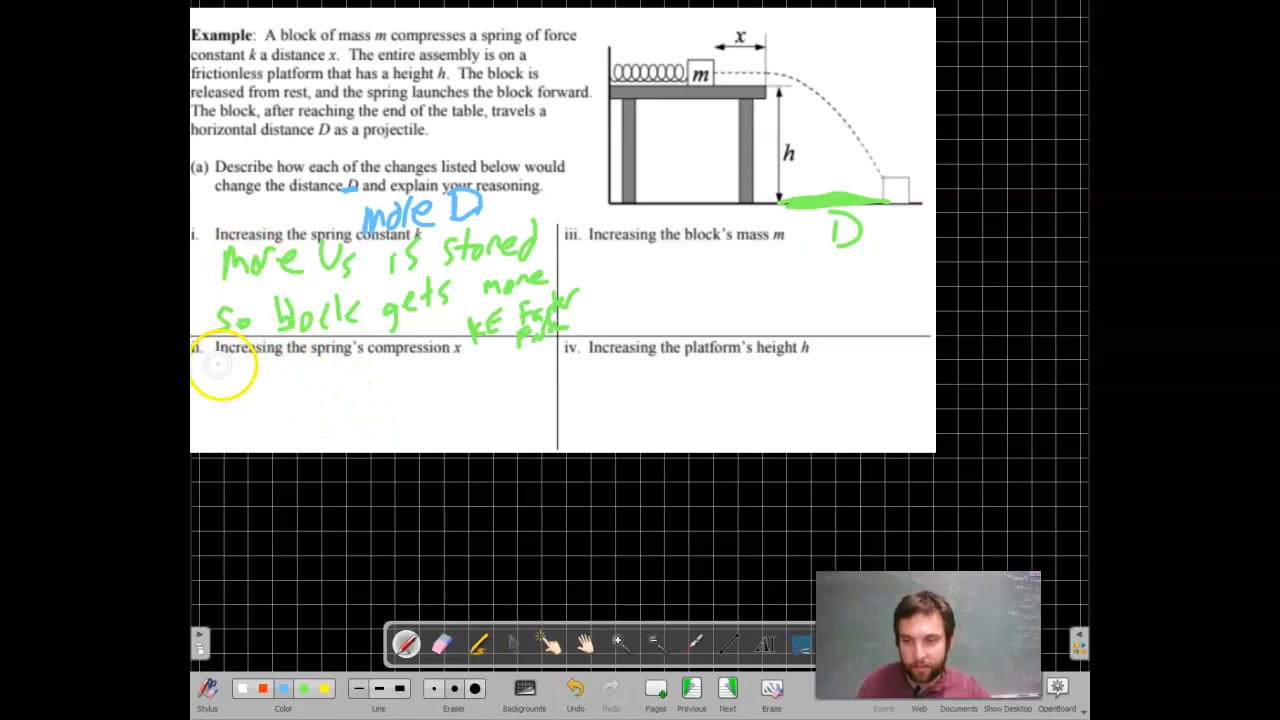 Example: A block of mass m compresses a spring of force
constant k a distance x. The entire assembly is on a
frictionless platform that has a height h. The block is
released from rest, and the spring launches the block forward.
The block, after reaching the end of the table, travels a
horizontal distance D as a projectile.
x
m
h
(a) Describe how each of the changes listed below would
change the distance D and explain your reasoning.
D
more D
i. Increasing the spring constant k
more Us is stored
so block gets more
KE Faster
Farther
iii. Increasing the block's mass m
ii. Increasing the spring's compression x
iv. Increasing the platform's height h
Stylus
Color
Line
Eraser
Backgrounds
Undo
Redo
Pages
Previous
Next
Erase
Board
Web
Documents
Show Desktop
OpenBoard